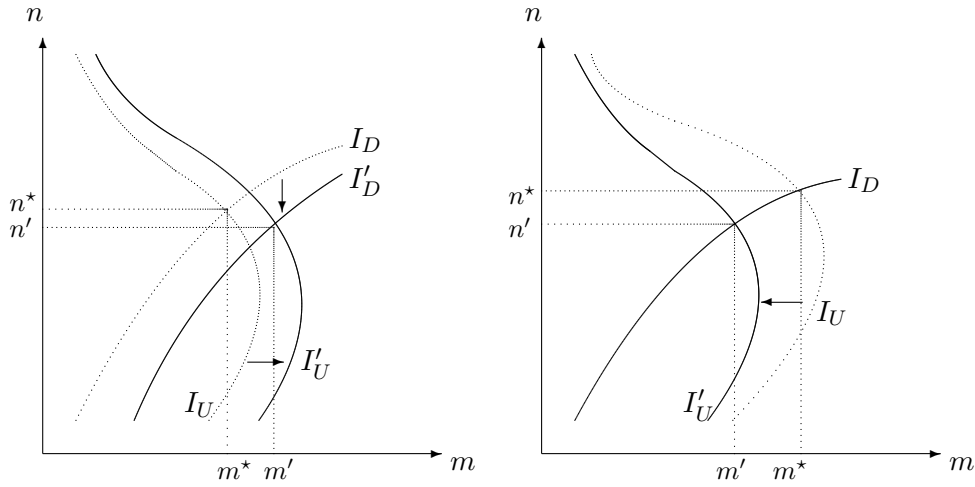 n
I_D
I'_D
n*
n'
I'_U
I_U
m
m* m'
n
I_D
n*
n'
I_U
I'_U
m
m' m*